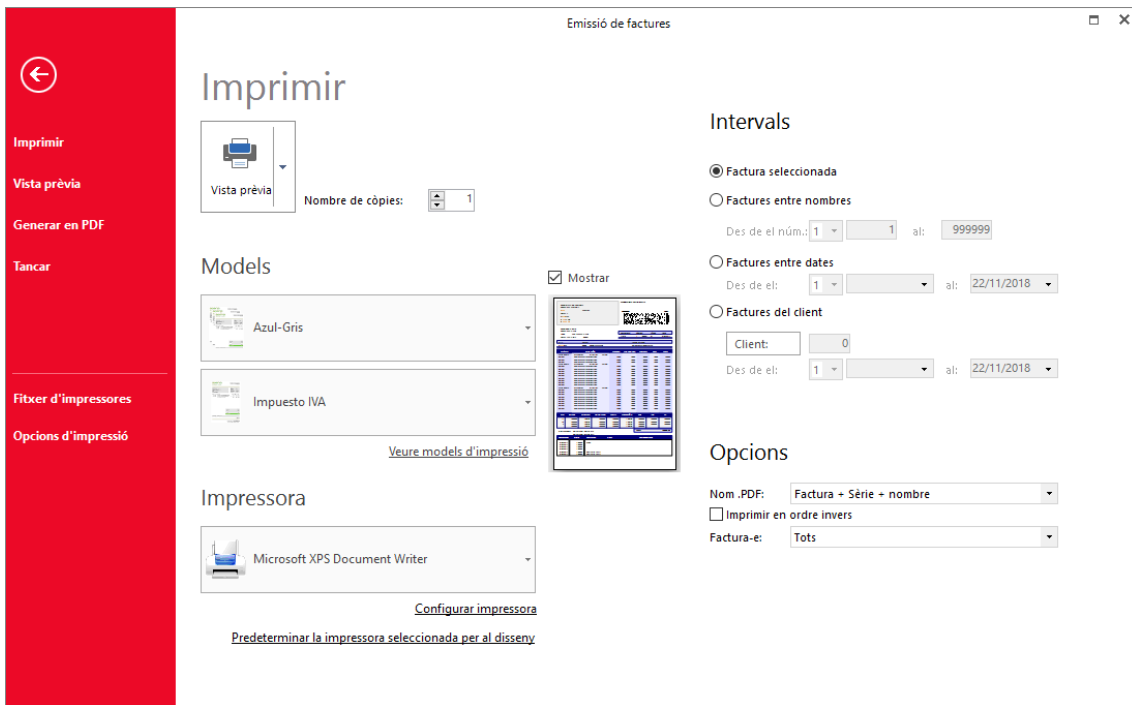 Emissió de factures
Imprimir
Vista prèvia
Generar en PDF
Tancar
Fitxer d'impressores
Opcions d'impressió
Imprimir
Vista prèvia
Nombre de còpies: 1
Models
Mostrar
Azul-Gris
Impuesto IVA
Veure models d'impressió
Impressora
Microsoft XPS Document Writer
Configurar impressora
Predeterminar la impressora seleccionada per al disseny
Intervals
Factura seleccionada
Factures entre nombres
Des de el núm.: 1 1 al: 999999
Factures entre dates
Des de el: 1 al: 22/11/2018
Factures del client
Client: 0
Des de el: 1 al: 22/11/2018
Opcions
Nom .PDF: Factura + Sèrie + nombre
Imprimir en ordre invers
Factura-e: Tots